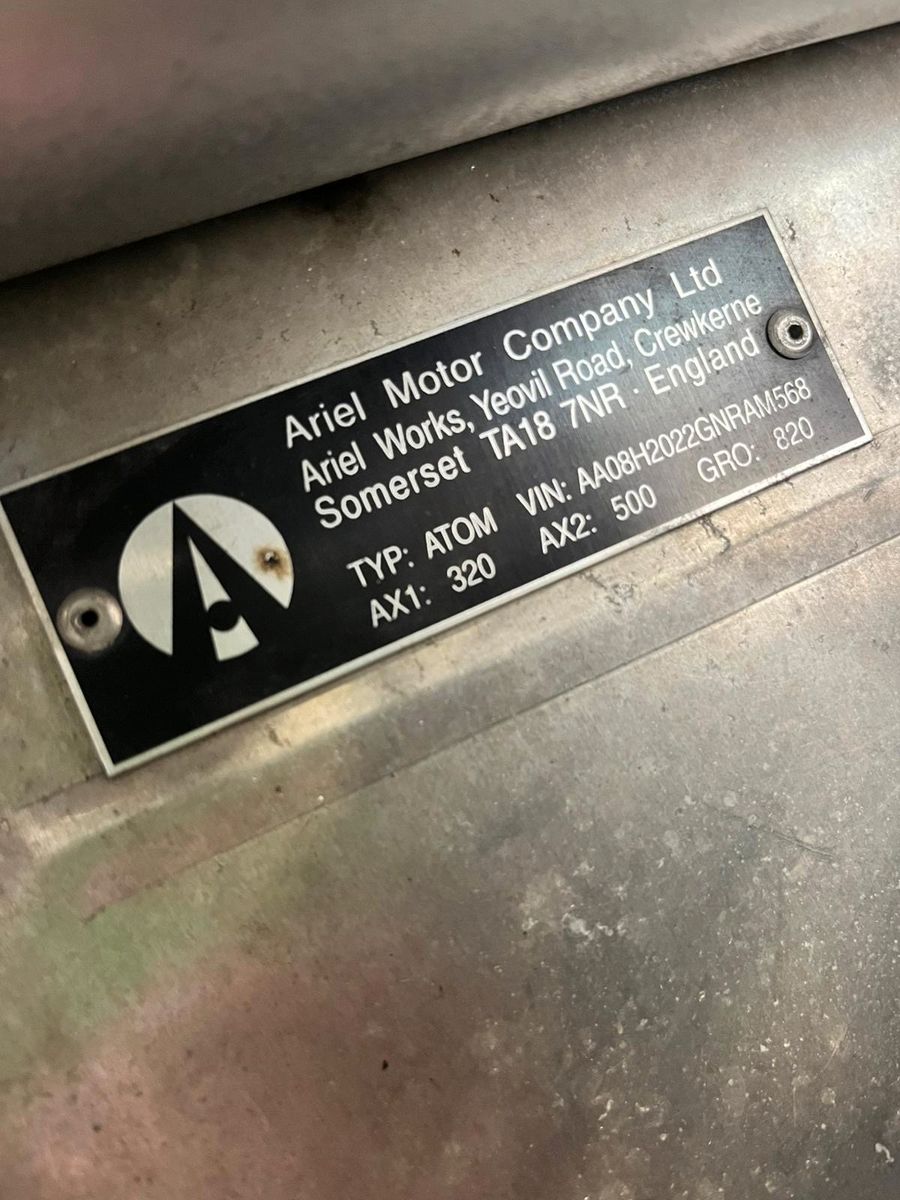 Ariel Motor Company Ltd
Ariel Works, Yeovil Road, Crewkerne
Somerset TA18 7NR · England
TYP: ATOM VIN: AA08H2022GNRAM568
AX1: 320 AX2: 500 GRO: 820